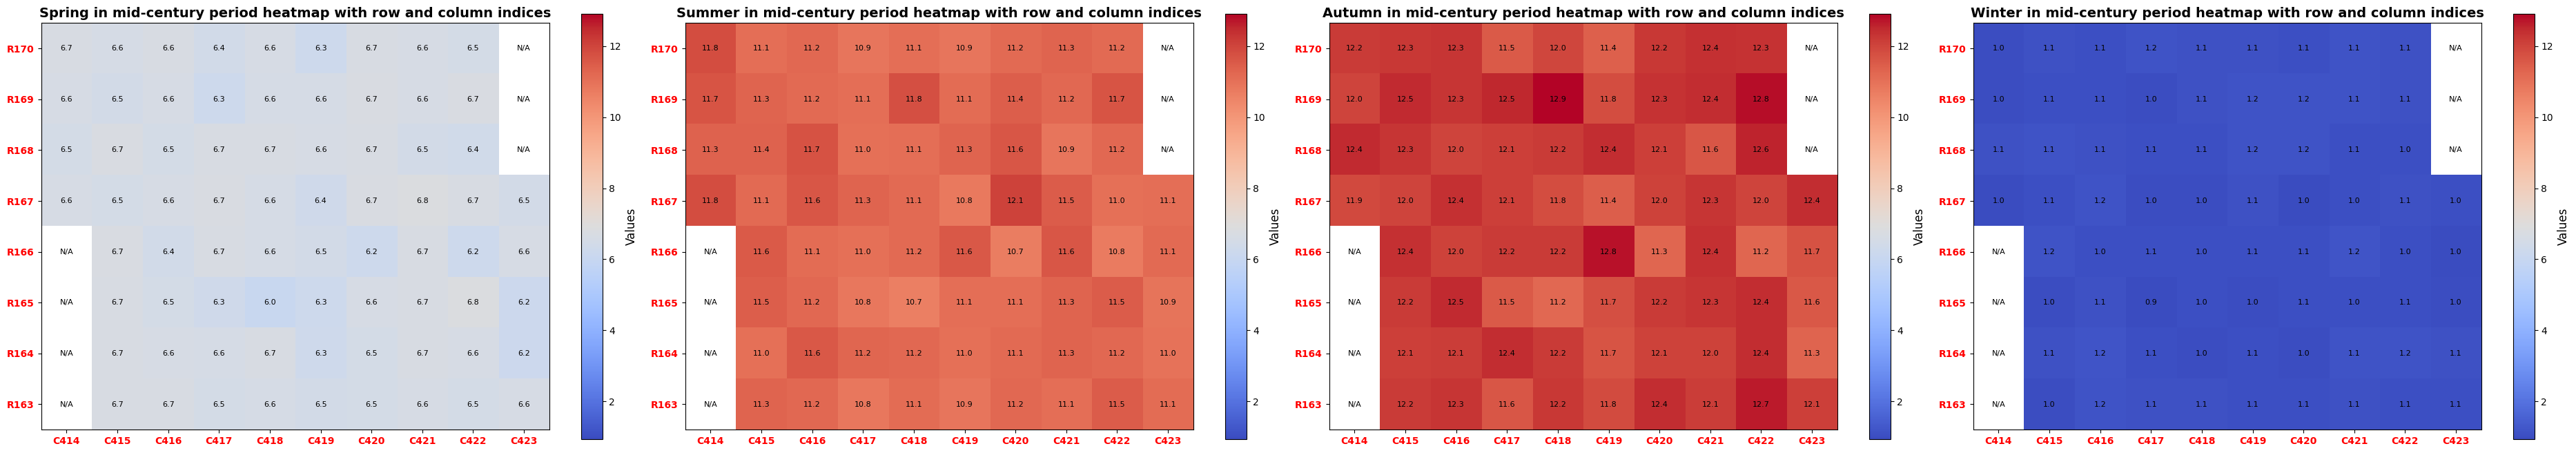 Spring in mid-century period heatmap with row and column indices
R170 6.7 6.6 6.6 6.4 6.6 6.3 6.7 6.6 6.5 N/A
R169 6.6 6.5 6.6 6.3 6.6 6.6 6.7 6.6 6.7 N/A
R168 6.5 6.7 6.5 6.7 6.7 6.6 6.7 6.5 6.4 N/A
R167 6.6 6.5 6.6 6.7 6.6 6.4 6.7 6.8 6.7 6.5
R166 N/A 6.7 6.4 6.7 6.6 6.5 6.2 6.7 6.2 6.6
R165 N/A 6.7 6.5 6.3 6.0 6.3 6.6 6.7 6.8 6.2
R164 N/A 6.7 6.6 6.6 6.7 6.3 6.5 6.7 6.6 6.2
R163 N/A 6.7 6.7 6.5 6.6 6.5 6.5 6.6 6.5 6.6
C414 C415 C416 C417 C418 C419 C420 C421 C422 C423
12
10
8
6
4
2
Values
Summer in mid-century period heatmap with row and column indices
R170 11.8 11.1 11.2 10.9 11.1 10.9 11.2 11.3 11.2 N/A
R169 11.7 11.3 11.2 11.1 11.8 11.1 11.4 11.2 11.7 N/A
R168 11.3 11.4 11.7 11.0 11.1 11.3 11.6 10.9 11.2 N/A
R167 11.8 11.1 11.6 11.3 11.1 10.8 12.1 11.5 11.0 11.1
R166 N/A 11.6 11.1 11.0 11.2 11.6 10.7 11.6 10.8 11.1
R165 N/A 11.5 11.2 10.8 10.7 11.1 11.1 11.3 11.5 10.9
R164 N/A 11.0 11.6 11.2 11.2 11.0 11.1 11.3 11.2 11.0
R163 N/A 11.3 11.2 10.8 11.1 10.9 11.2 11.1 11.5 11.1
C414 C415 C416 C417 C418 C419 C420 C421 C422 C423
12
10
8
6
4
2
Values
Autumn in mid-century period heatmap with row and column indices
R170 12.2 12.3 12.3 11.5 12.0 11.4 12.2 12.4 12.3 N/A
R169 12.0 12.5 12.3 12.5 12.9 11.8 12.3 12.4 12.8 N/A
R168 12.4 12.3 12.0 12.1 12.2 12.4 12.1 11.6 12.6 N/A
R167 11.9 12.0 12.4 12.1 11.8 11.4 12.0 12.3 12.0 12.4
R166 N/A 12.4 12.0 12.2 12.2 12.8 11.3 12.4 11.2 11.7
R165 N/A 12.2 12.5 11.5 11.2 11.7 12.2 12.3 12.4 11.6
R164 N/A 12.1 12.1 12.4 12.2 11.7 12.1 12.0 12.4 11.3
R163 N/A 12.2 12.3 11.6 12.2 11.8 12.4 12.1 12.7 12.1
C414 C415 C416 C417 C418 C419 C420 C421 C422 C423
12
10
8
6
4
2
Values
Winter in mid-century period heatmap with row and column indices
R170 1.0 1.1 1.1 1.2 1.1 1.1 1.1 1.1 1.1 N/A
R169 1.0 1.1 1.1 1.0 1.1 1.2 1.2 1.1 1.1 N/A
R168 1.1 1.1 1.1 1.1 1.1 1.2 1.2 1.1 1.0 N/A
R167 1.0 1.1 1.2 1.0 1.0 1.1 1.0 1.0 1.1 1.0
R166 N/A 1.2 1.0 1.1 1.0 1.1 1.1 1.2 1.0 1.0
R165 N/A 1.0 1.1 0.9 1.0 1.0 1.1 1.0 1.1 1.0
R164 N/A 1.1 1.2 1.1 1.0 1.1 1.0 1.1 1.2 1.1
R163 N/A 1.0 1.2 1.1 1.1 1.1 1.1 1.1 1.1 1.1
C414 C415 C416 C417 C418 C419 C420 C421 C422 C423
12
10
8
6
4
2
Values